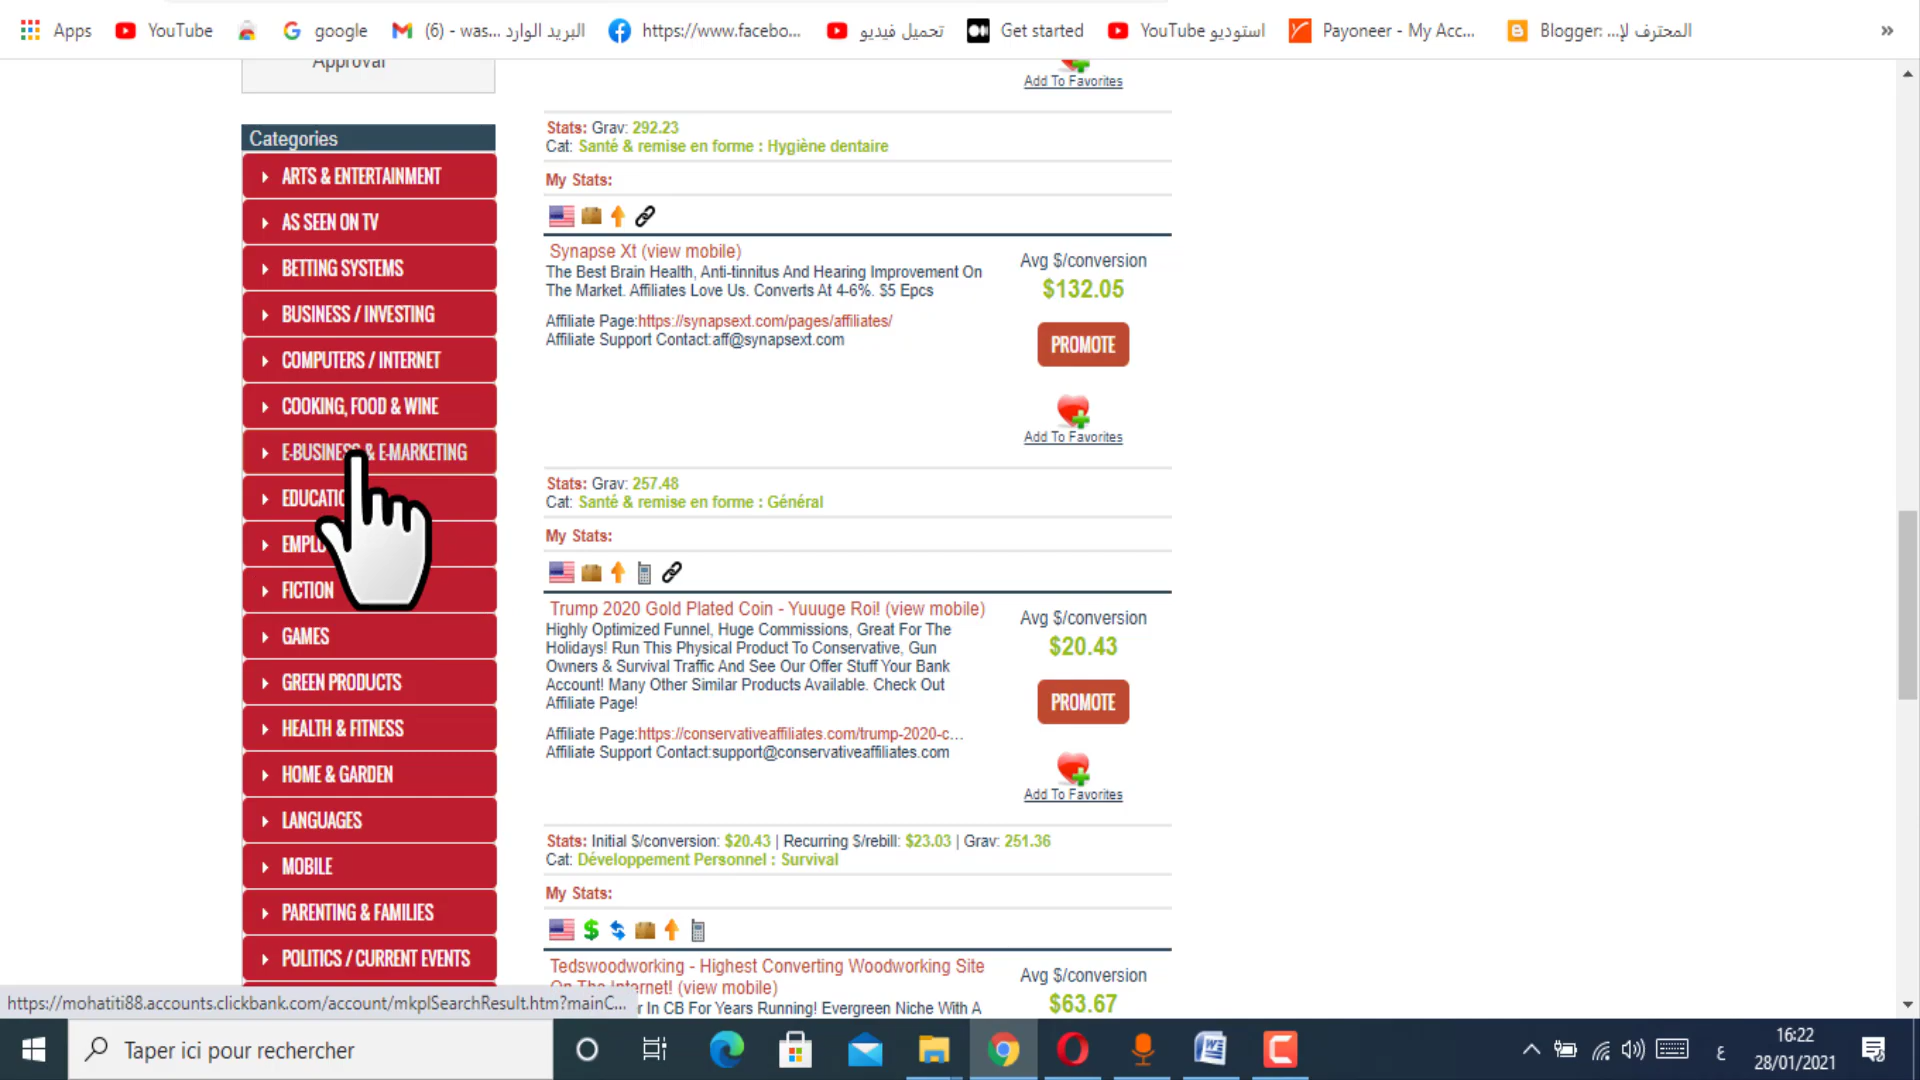 Apps
YouTube
google
(6) - was... البريد الوارد
https://www.facebo...
تحميل فيديو
Get started
YouTube استوديو
Payoneer - My Acc...
Blogger: ...المحترف لإ
»
Approval
Categories
ARTS & ENTERTAINMENT
AS SEEN ON TV
BETTING SYSTEMS
BUSINESS / INVESTING
COMPUTERS / INTERNET
COOKING, FOOD & WINE
E-BUSINESS & E-MARKETING
FICTION
GAMES
GREEN PRODUCTS
HEALTH & FITNESS
HOME & GARDEN
LANGUAGES
MOBILE
PARENTING & FAMILIES
POLITICS / CURRENT EVENTS
Add To Favorites
Stats: Grav: 292.23
Cat: Santé & remise en forme : Hygiène dentaire
My Stats:
Synapse Xt (view mobile)
The Best Brain Health, Anti-tinnitus And Hearing Improvement On
The Market. Affiliates Love Us. Converts At 4-6%. $5 Epcs
Affiliate Page:https://synapsext.com/pages/affiliates/
Affiliate Support Contact:aff@synapsext.com
Avg $/conversion
$132.05
PROMOTE
Add To Favorites
Stats: Grav: 257.48
Cat: Santé & remise en forme : Général
My Stats:
Trump 2020 Gold Plated Coin - Yuuuge Roi! (view mobile)
Highly Optimized Funnel, Huge Commissions, Great For The
Holidays! Run This Physical Product To Conservative, Gun
Owners & Survival Traffic And See Our Offer Stuff Your Bank
Account! Many Other Similar Products Available. Check Out
Affiliate Page!
Affiliate Page:https://conservativeaffiliates.com/trump-2020-c...
Affiliate Support Contact:support@conservativeaffiliates.com
Avg $/conversion
$20.43
PROMOTE
Add To Favorites
Stats: Initial $/conversion: $20.43 | Recurring $/rebill: $23.03 | Grav: 251.36
Cat: Développement Personnel : Survival
My Stats:
Tedswoodworking - Highest Converting Woodworking Site
On The Internet! (view mobile)
In CB For Years Running! Evergreen Niche With A
Avg $/conversion
$63.67
https://mohatiti88.accounts.clickbank.com/account/mkplSearchResult.htm?mainC...
Taper ici pour rechercher
ع
16:22
28/01/2021